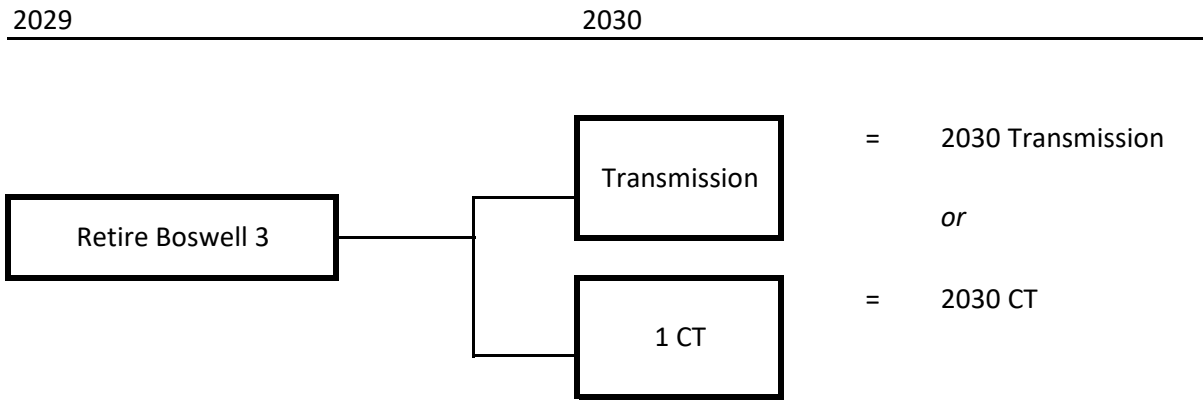 2029 2030
Transmission = 2030 Transmission
or
Retire Boswell 3
1 CT = 2030 CT